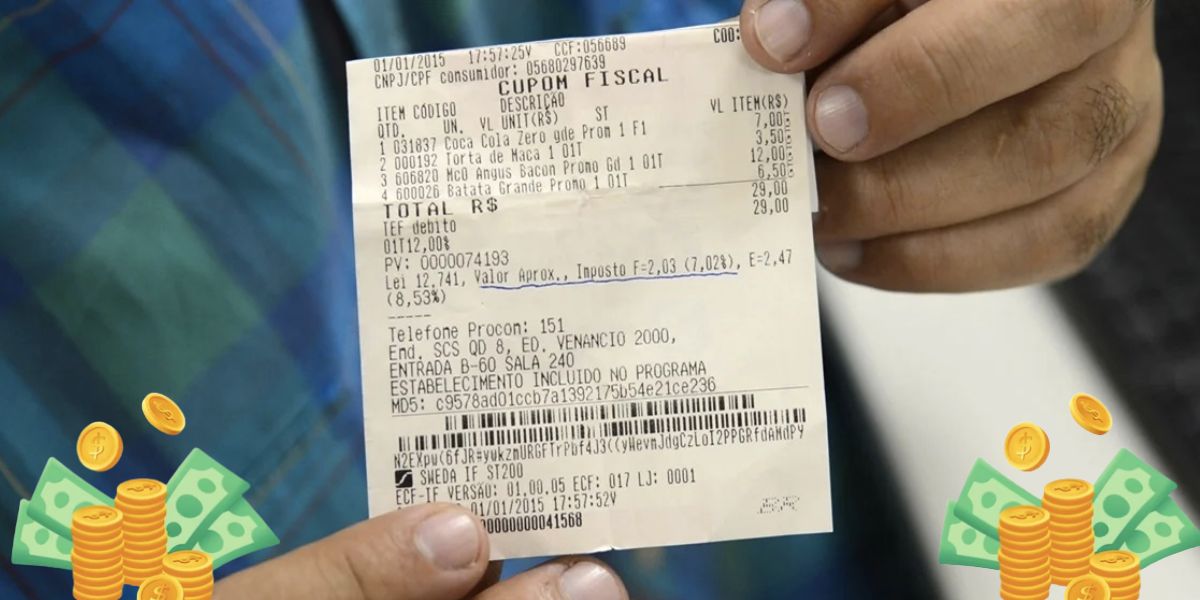 01/01/2015 17:57:25V CCF:056689 COO:
CNPJ/CPF consumidor: 05680297639
CUPOM FISCAL
ITEM CÓDIGO DESCRIÇÃO
QTD. UN. VL UNIT(R$) ST VL ITEM(R$)
1 031837 Coca Cola Zero gde Prom 1 F1 7,00
2 000192 Torta de Maca 1 01T 3,50
3 606820 McO Angus Bacon Promo Gd 1 01T 12,00
4 600026 Batata Grande Promo 1 01T 6,50
TOTAL R$ 29,00
TEF debito 29,00
01T12,00%
PV: 0000074193
Lei 12.741, Valor Aprox., Imposto F=2,03 (7,02%), E=2,47
(8,53%)
-----
Telefone Procon: 151
End. SCS QD 8, ED. VENANCIO 2000,
ENTRADA B-60 SALA 240
ESTABELECIMENTO INCLUIDO NO PROGRAMA
MD5: c9578ad01ccb7a1392175b54e21ce236
SWEDA IF ST200
ECF-IF VERSÃO: 01.00.05 ECF: 017 LJ: 0001
01/01/2015 17:57:52V
00000000041568
BR